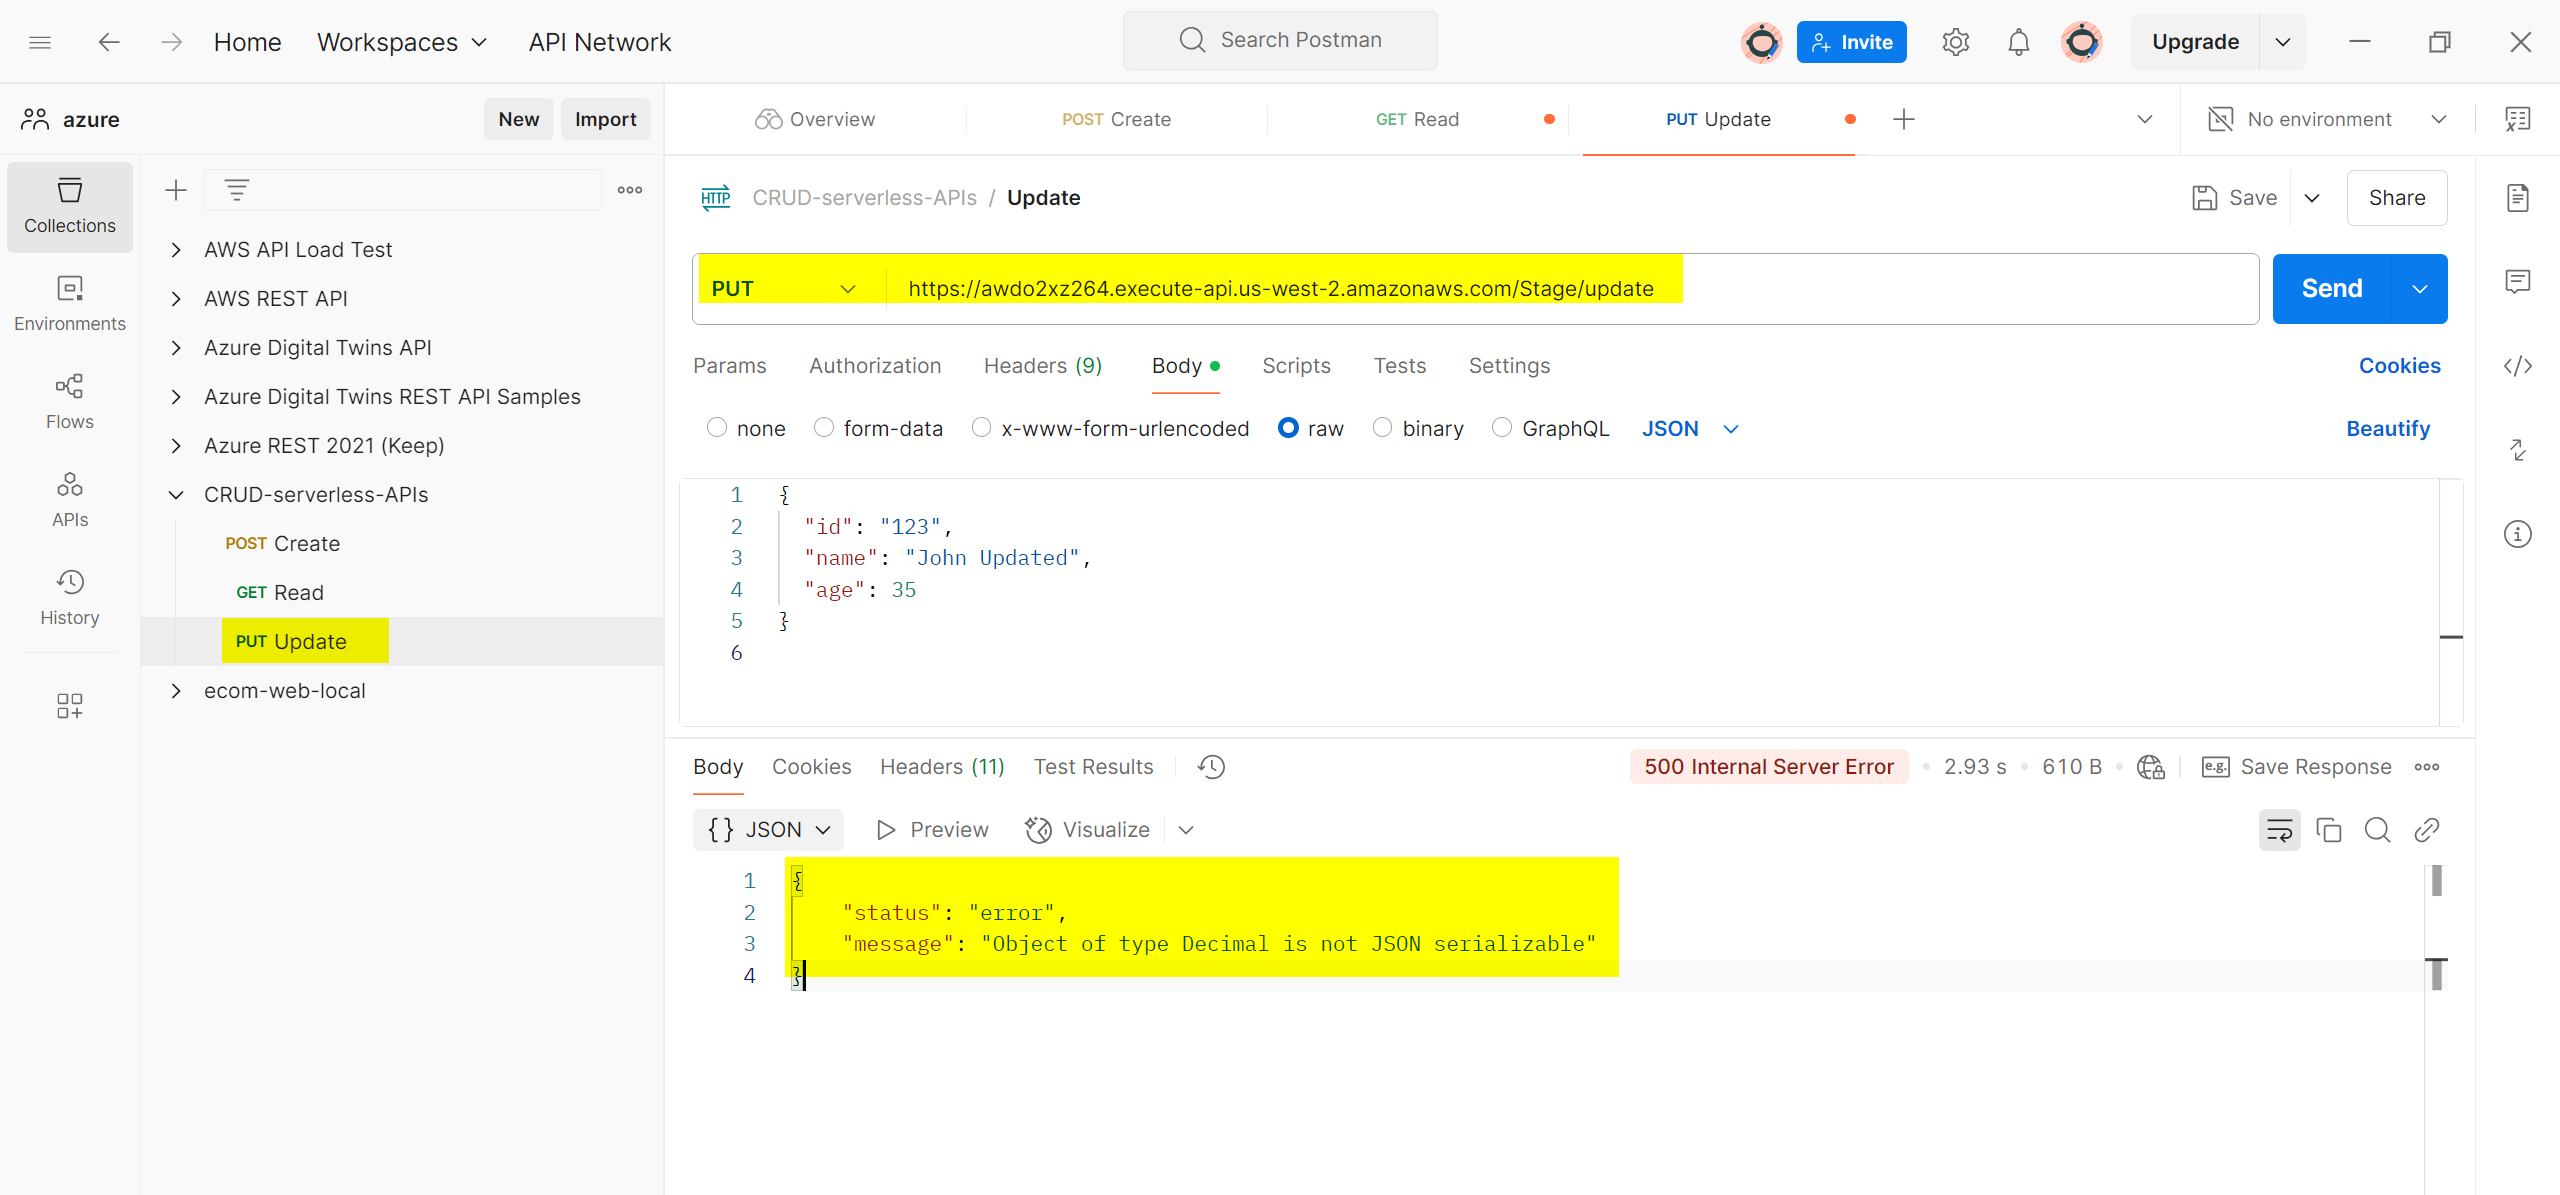 Home Workspaces API Network Search Postman Invite Upgrade
azure New Import Overview POST Create GET Read PUT Update No environment
Collections
Environments
Flows
APIs
History
AWS API Load Test
AWS REST API
Azure Digital Twins API
Azure Digital Twins REST API Samples
Azure REST 2021 (Keep)
CRUD-serverless-APIs
POST Create
GET Read
PUT Update
ecom-web-local
HTTP CRUD-serverless-APIs / Update Save Share
PUT https://awdo2xz264.execute-api.us-west-2.amazonaws.com/Stage/update Send
Params Authorization Headers (9) Body Scripts Tests Settings Cookies
none form-data x-www-form-urlencoded raw binary GraphQL JSON Beautify
1 {
2 "id": "123",
3 "name": "John Updated",
4 "age": 35
5 }
6
Body Cookies Headers (11) Test Results 500 Internal Server Error 2.93 s 610 B e.g. Save Response
{} JSON Preview Visualize
1 {
2 "status": "error",
3 "message": "Object of type Decimal is not JSON serializable"
4 }